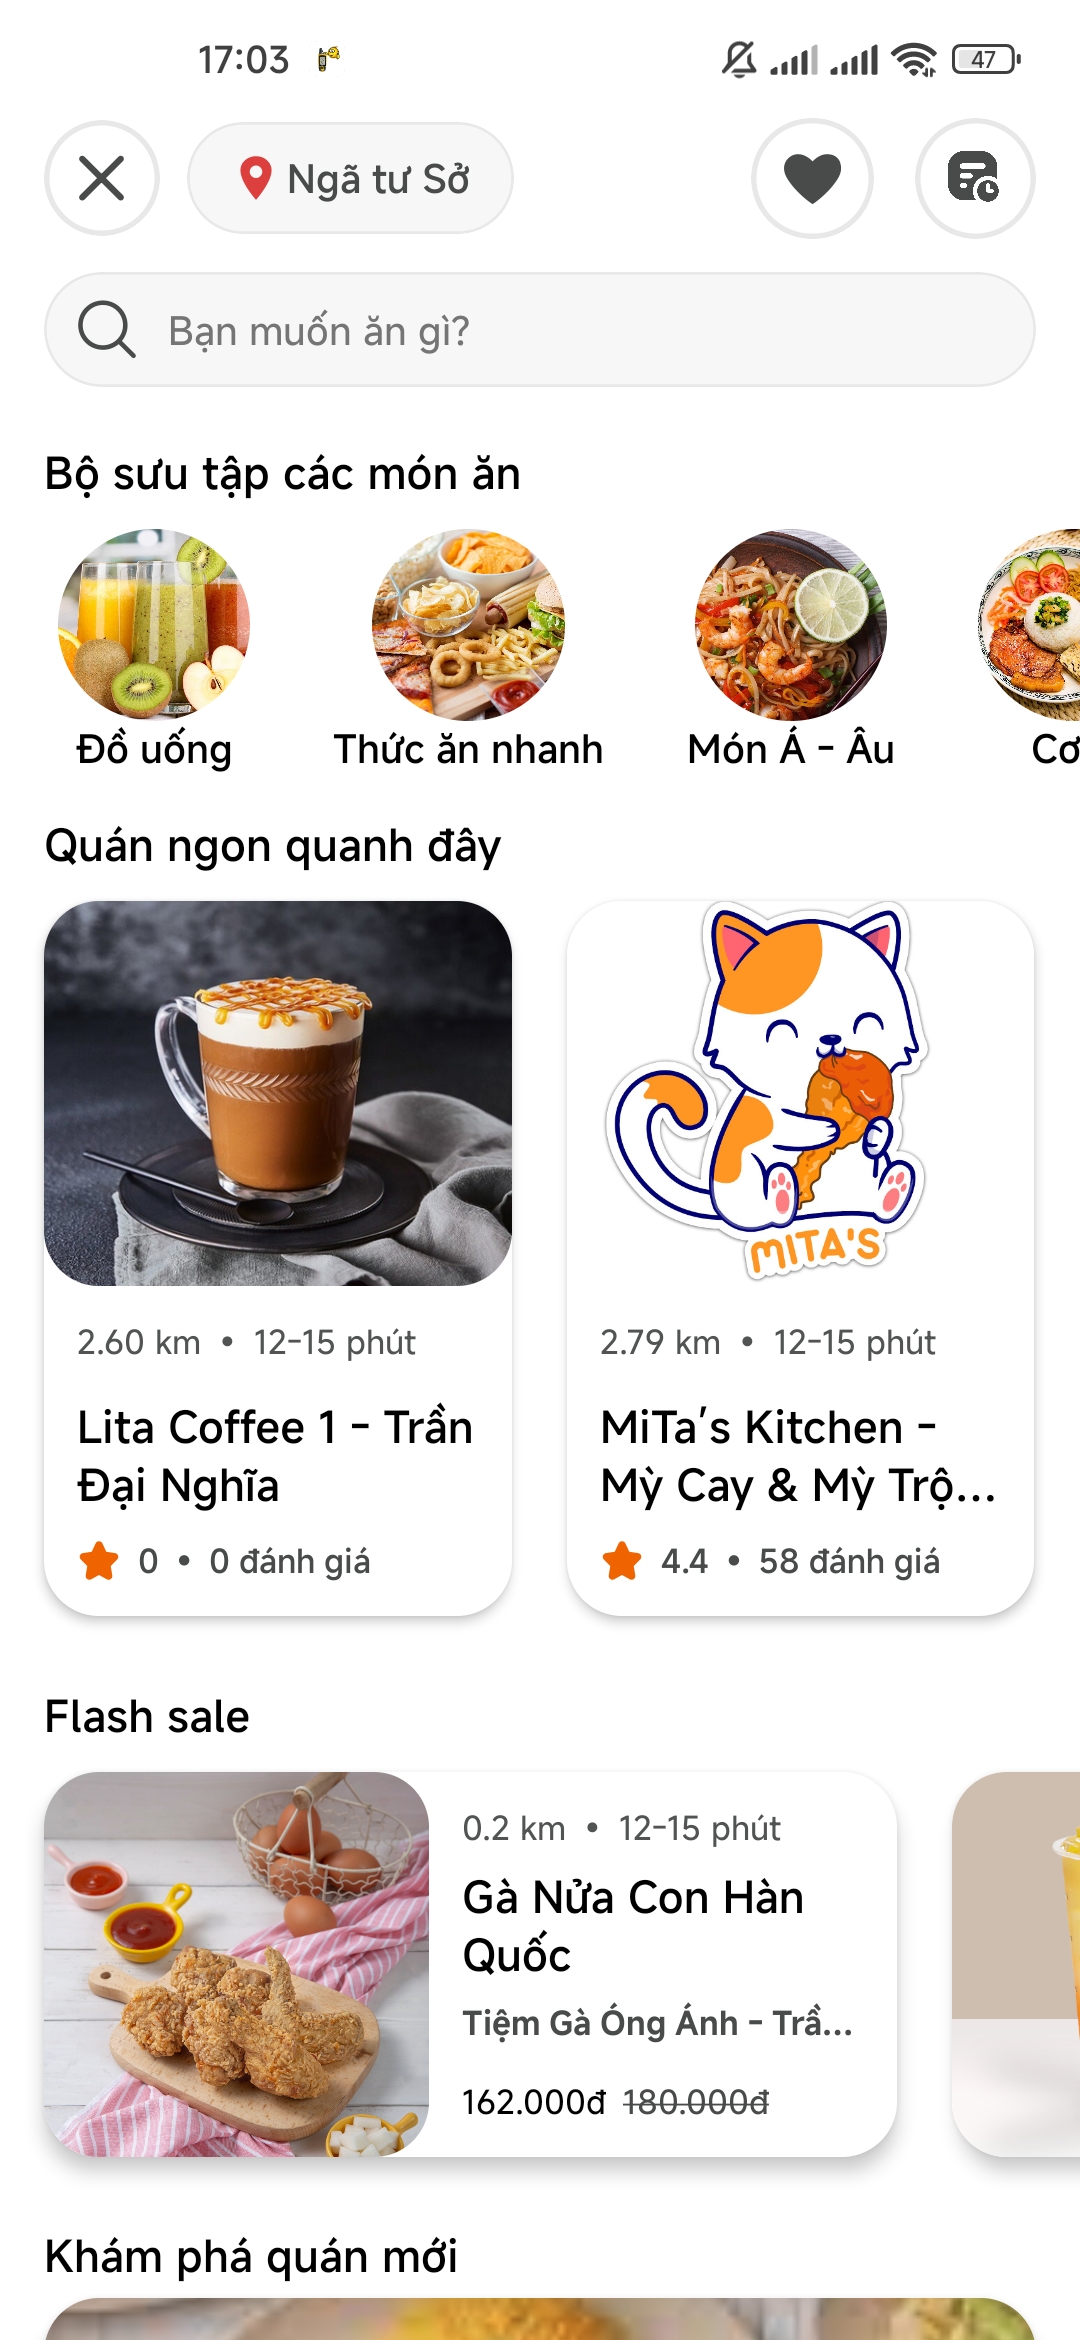 17:03
47
Ngã tư Sở
Bạn muốn ăn gì?
Bộ sưu tập các món ăn
Đồ uống
Thức ăn nhanh
Món Á - Âu
Cơ
Quán ngon quanh đây
MITA'S
2.60 km • 12-15 phút
Lita Coffee 1 - Trần
Đại Nghĩa
0 • 0 đánh giá
2.79 km • 12-15 phút
MiTa's Kitchen -
Mỳ Cay & Mỳ Trộ...
4.4 • 58 đánh giá
Flash sale
0.2 km • 12-15 phút
Gà Nửa Con Hàn
Quốc
Tiệm Gà Óng Ánh - Trầ...
162.000đ 180.000đ
Khám phá quán mới